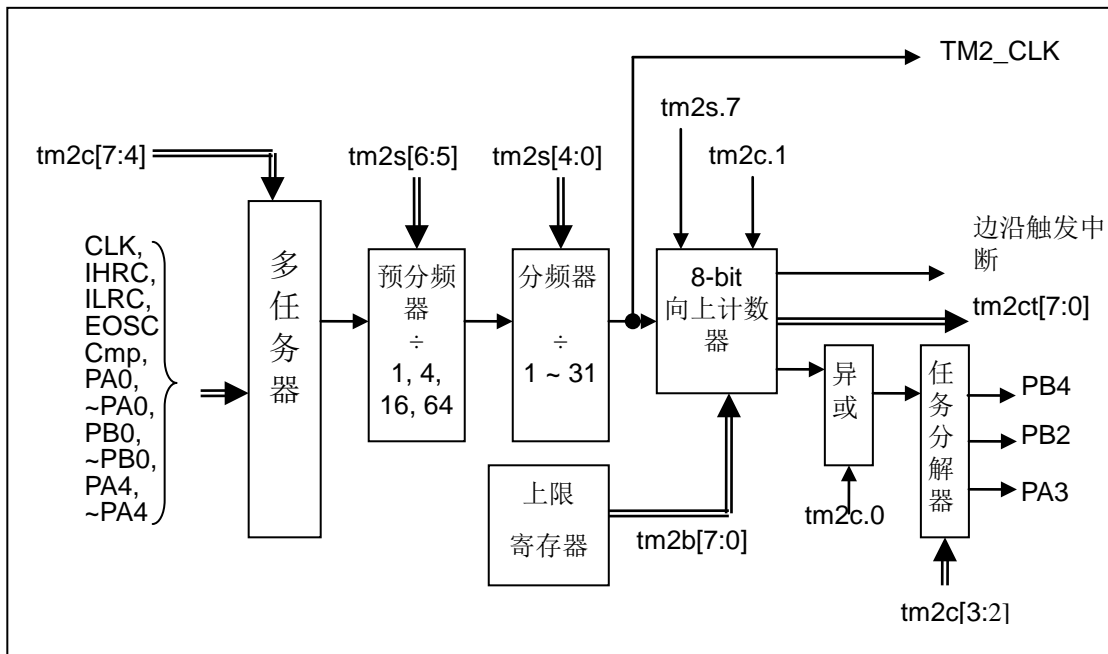 TM2_CLK
tm2s.7
tm2c[7:4]
tm2s[6:5]
tm2s[4:0]
tm2c.1
CLK,
IHRC,
ILRC,
EOSC
Cmp,
PA0,
~PA0,
PB0,
~PB0,
PA4,
~PA4
多
任
务
器
预分频
器
÷
1, 4,
16, 64
分频器
÷
1 ~ 31
8-bit
向上计数
器
边沿触发中
断
tm2ct[7:0]
异
或
任
务
分
解
器
PB4
PB2
PA3
上限
寄存器
tm2b[7:0]
tm2c.0
tm2c[3:2]